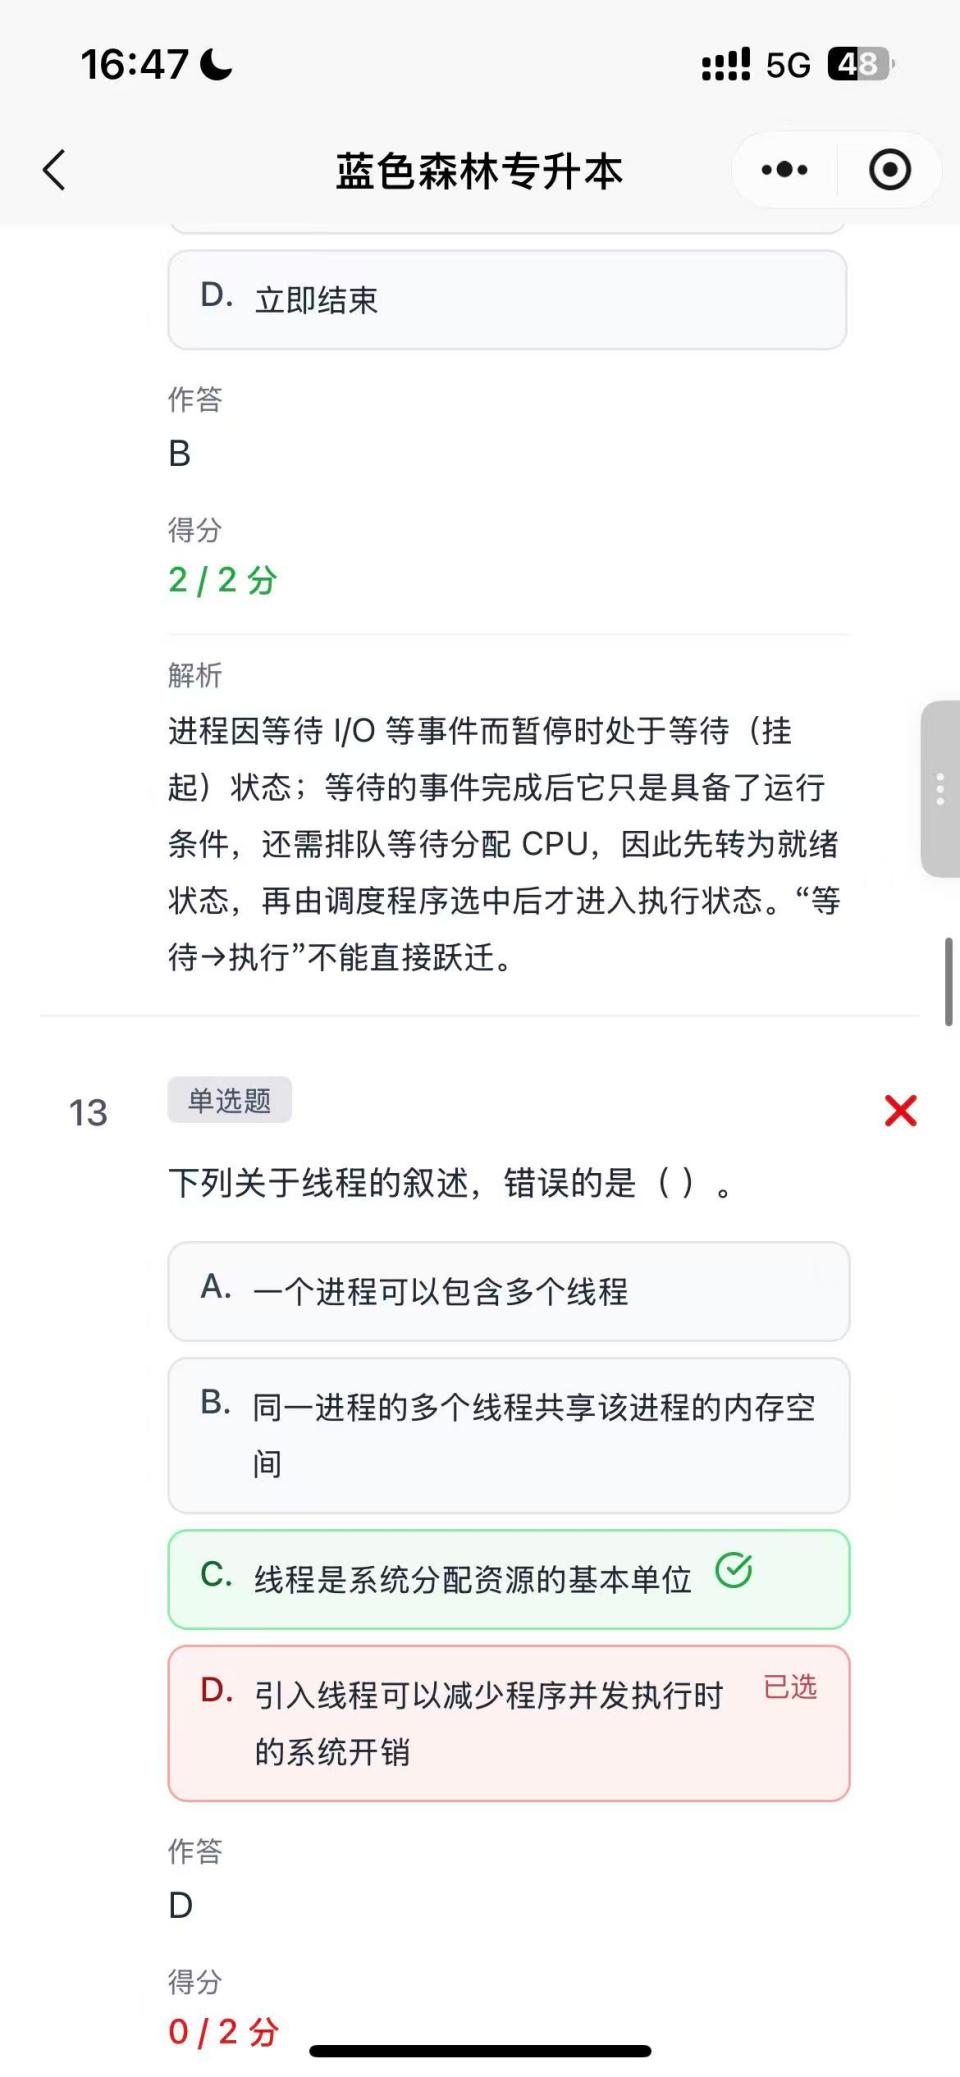 16:47
5G
48
蓝色森林专升本
D. 立即结束
作答
B
得分
2 / 2 分
解析
进程因等待 I/O 等事件而暂停时处于等待（挂
起）状态；等待的事件完成后它只是具备了运行
条件，还需排队等待分配 CPU，因此先转为就绪
状态，再由调度程序选中后才进入执行状态。“等
待→执行”不能直接跃迁。
13
单选题
下列关于线程的叙述，错误的是（ ）。
A. 一个进程可以包含多个线程
B. 同一进程的多个线程共享该进程的内存空
间
C. 线程是系统分配资源的基本单位
D. 引入线程可以减少程序并发执行时 已选
的系统开销
作答
D
得分
0 / 2 分